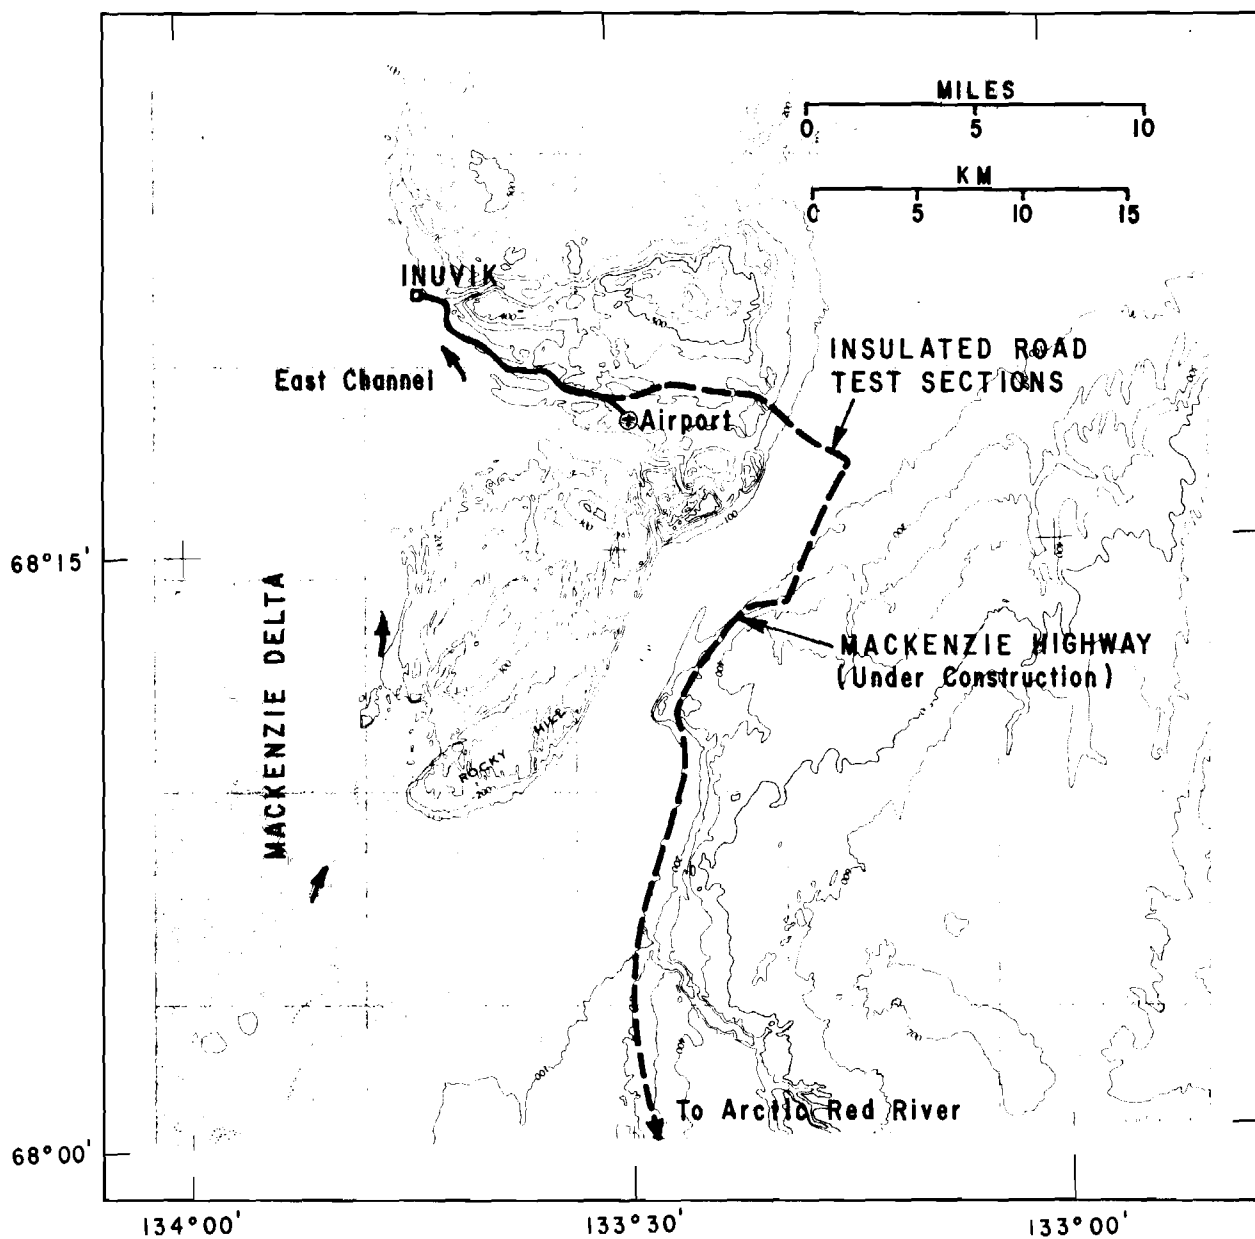 MILES
0 5 10
KM
0 5 10 15
INUVIK
INSULATED ROAD
TEST SECTIONS
East Channel
Airport
68°15'
MACKENZIE DELTA
MACKENZIE HIGHWAY
(Under Construction)
ROCKY HILL
200
To Arctic Red River
68°00'
134°00' 133°30' 133°00'